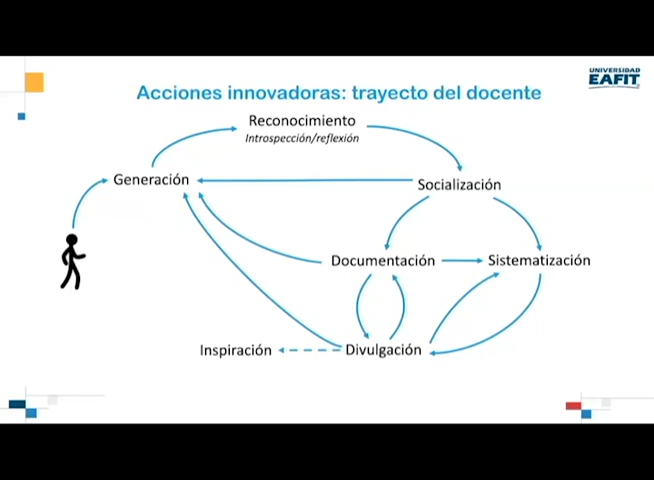 UNIVERSIDAD
EAFIT
Acciones innovadoras: trayecto del docente
Reconocimiento
Introspección/reflexión
Generación
Socialización
Documentación
Sistematización
Inspiración
Divulgación